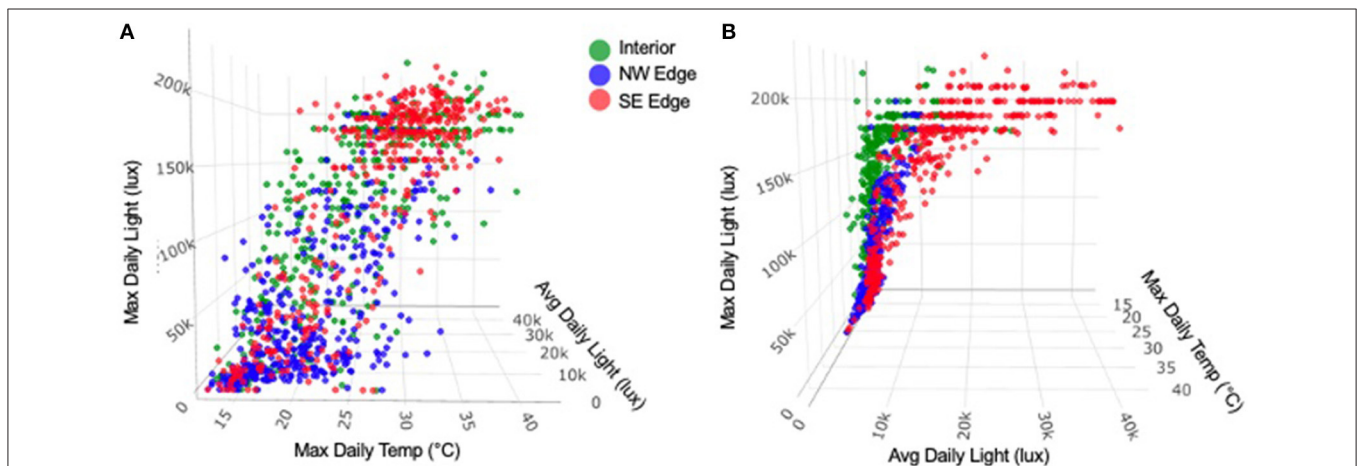 A
Interior
NW Edge
SE Edge
200k
150k
100k
50k
0
Max Daily Light (lux)
15
20
25
30
35
40
Max Daily Temp (°C)
40k
30k
20k
10k
0
Avg Daily Light (lux)
B
200k
150k
100k
50k
0
Max Daily Light (lux)
0
10k
20k
30k
40k
Avg Daily Light (lux)
15
20
25
30
35
40
Max Daily Temp (°C)